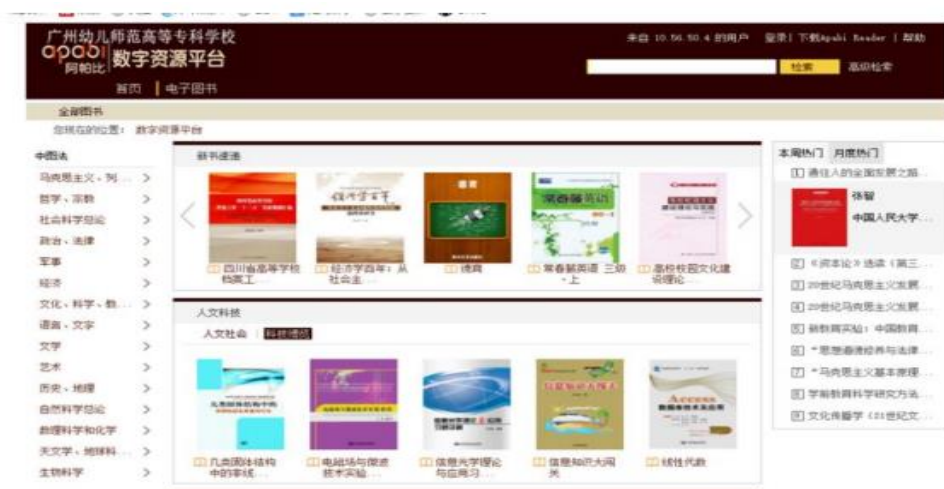 广州幼儿师范高等专科学校
apabi
阿帕比
数字资源平台
来自 10.56.50.4 的用户 登录 | 下载Apabi Reader | 帮助
检索 高级检索
首页 电子图书
全部图书
您现在的位置： 数字资源平台
中图法
马克思主义、列... >
哲学、宗教 >
社会科学总论 >
政治、法律 >
军事 >
经济 >
文化、科学、教... >
语言、文字 >
文学 >
艺术 >
历史、地理 >
自然科学总论 >
数理科学和化学 >
天文学、地球科... >
生物科学 >
新书速递
四川省高等学校
档案工...
经济学百年：从
社会主...
德育
常春藤英语 三级
·上
高校校园文化建
设理论...
人文科技
人文社会 科技博览
几类固体结构
中的非线...
电磁场与微波
技术实验...
信息光学理论
与应用习...
信息知识大闯
关
线性代数
本周热门 月度热门
1 通往人的全面发展之路...
张智
中国人民大学...
2 《资本论》选读（第三...
3 20世纪马克思主义发展...
4 20世纪马克思主义发展...
5 新教育实验：中国教育...
6 “思想道德修养与法律...
7 “马克思主义基本原理...
8 学前教育科学研究方法...
9 文化传播学（21世纪文...